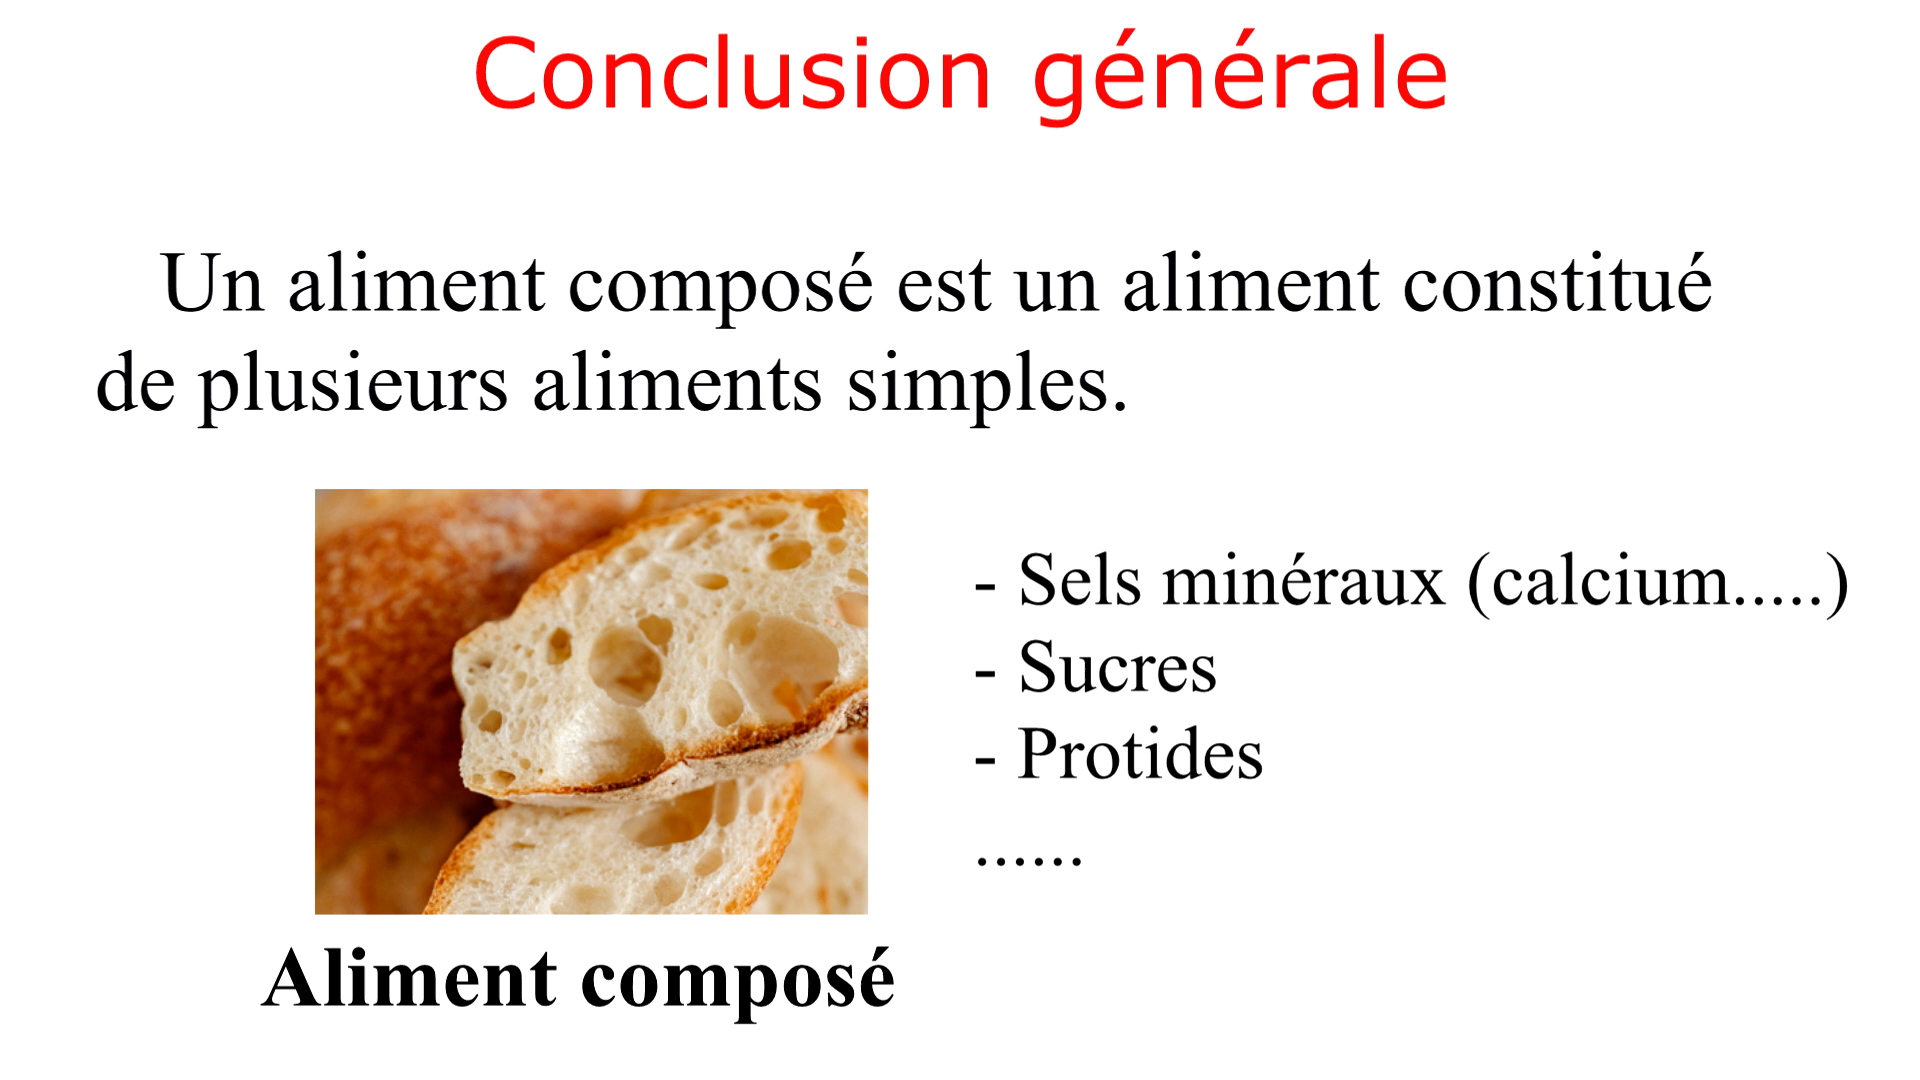 Conclusion générale
Un aliment composé est un aliment constitué
de plusieurs aliments simples.
- Sels minéraux (calcium.....)
- Sucres
- Protides
......
Aliment composé